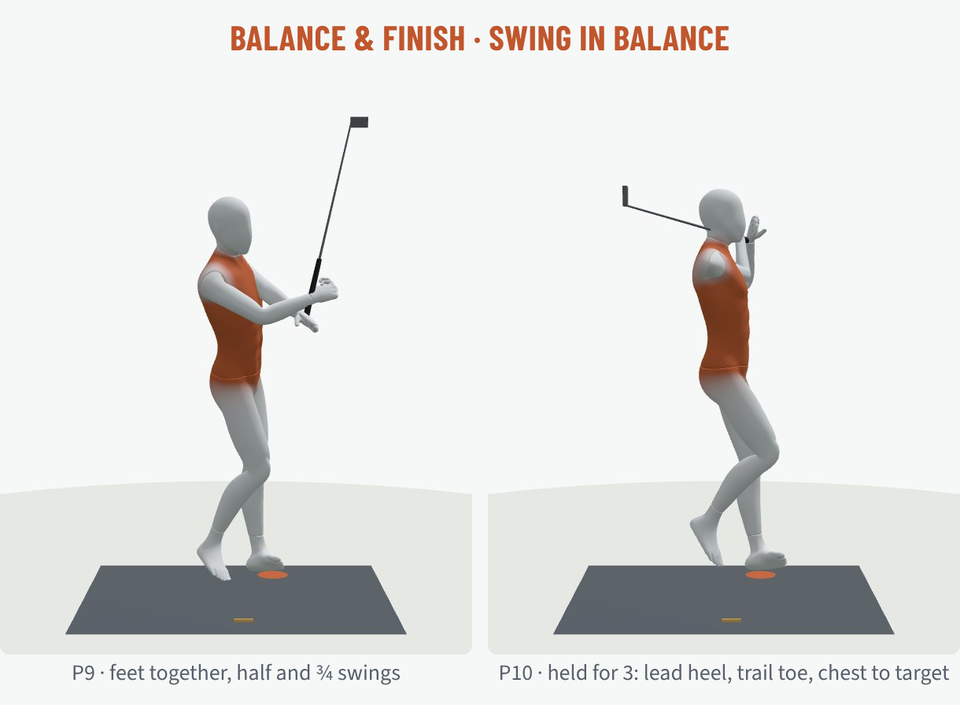 BALANCE & FINISH · SWING IN BALANCE
P9 · feet together, half and ¾ swings
P10 · held for 3: lead heel, trail toe, chest to target